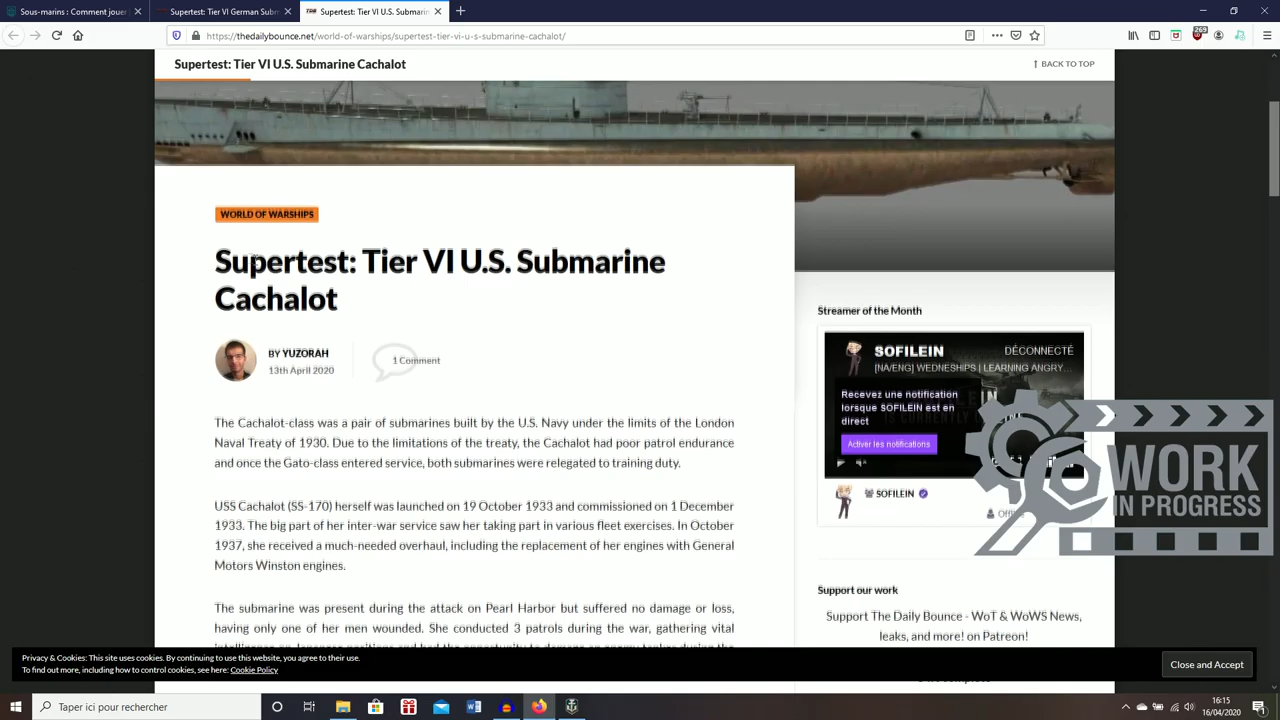 Sous-marins : Comment jouer
Supertest: Tier VI German Subm
Supertest: Tier VI U.S. Submarin
https://thedailybounce.net/world-of-warships/supertest-tier-vi-u-s-submarine-cachalot/
269
Supertest: Tier VI U.S. Submarine Cachalot
BACK TO TOP
WORLD OF WARSHIPS
Supertest: Tier VI U.S. Submarine
Cachalot
BY YUZORAH
13th April 2020
1 Comment
The Cachalot-class was a pair of submarines built by the U.S. Navy under the limits of the London
Naval Treaty of 1930. Due to the limitations of the treaty, the Cachalot had poor patrol endurance
and once the Gato-class entered service, both submarines were relegated to training duty.
USS Cachalot (SS-170) herself was launched on 19 October 1933 and commissioned on 1 December
1933. The big part of her inter-war service saw her taking part in various fleet exercises. In October
1937, she received a much-needed overhaul, including the replacement of her engines with General
Motors Winston engines.
The submarine was present during the attack on Pearl Harbor but suffered no damage or loss,
having only one of her men wounded. She conducted 3 patrols during the war, gathering vital
Streamer of the Month
SOFILEIN
DÉCONNECTÉ
[NA/ENG] WEDNESHIPS | LEARNING ANGRY...
Recevez une notification
lorsque SOFILEIN est en
direct
Activer les notifications
SOFILEIN
WORK
IN PROGRESS
Support our work
Support The Daily Bounce - WoT & WoWS News,
leaks, and more! on Patreon!
Privacy & Cookies: This site uses cookies. By continuing to use this website, you agree to their use.
To find out more, including how to control cookies, see here: Cookie Policy
Close and Accept
Taper ici pour rechercher
16:15
16/04/2020